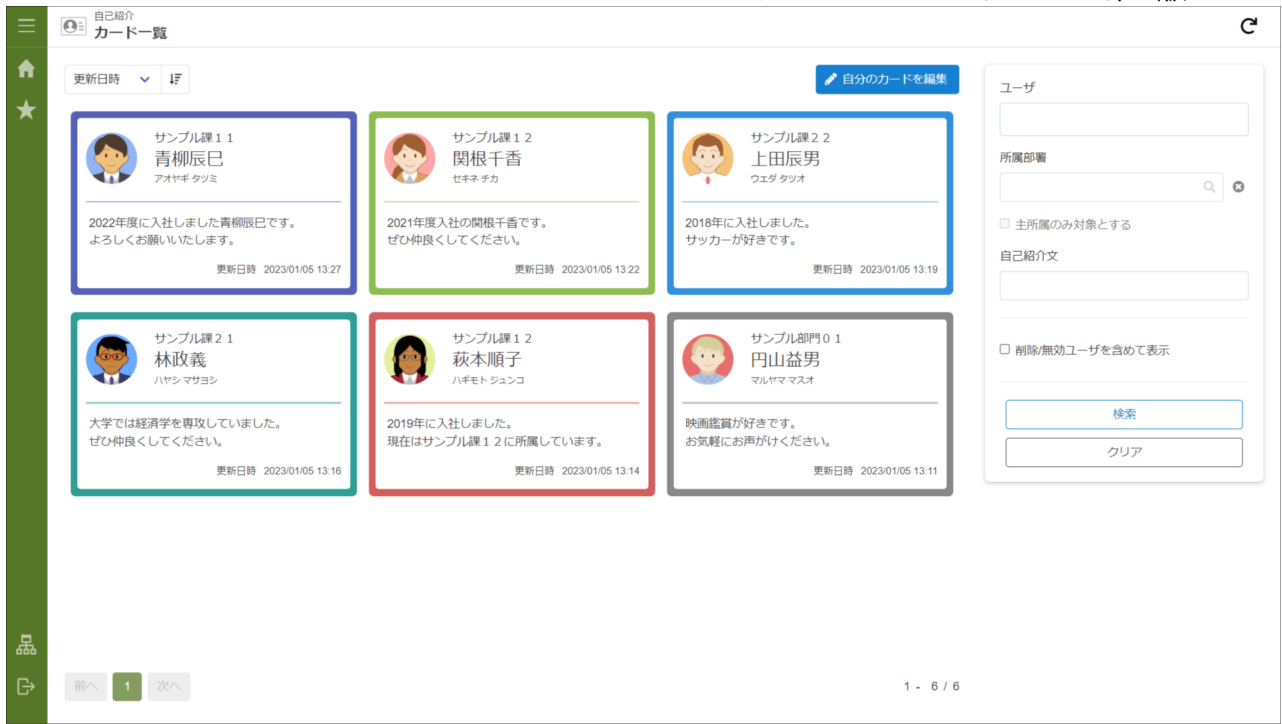 自己紹介
カード一覧
更新日時
自分のカードを編集
サンプル課１１
青柳辰巳
アオヤギ タツミ
2022年度に入社しました青柳辰巳です。
よろしくお願いいたします。
更新日時 2023/01/05 13:27
サンプル課１２
関根千香
セキネ チカ
2021年度入社の関根千香です。
ぜひ仲良くしてください。
更新日時 2023/01/05 13:22
サンプル課２２
上田辰男
ウエダ タツオ
2018年に入社しました。
サッカーが好きです。
更新日時 2023/01/05 13:19
サンプル課２１
林政義
ハヤシ マサヨシ
大学では経済学を専攻していました。
ぜひ仲良くしてください。
更新日時 2023/01/05 13:16
サンプル課１２
萩本順子
ハギモト ジュンコ
2019年に入社しました。
現在はサンプル課１２に所属しています。
更新日時 2023/01/05 13:14
サンプル部門０１
円山益男
マルヤマ マスオ
映画鑑賞が好きです。
お気軽にお声がけください。
更新日時 2023/01/05 13:11
ユーザ
所属部署
主所属のみ対象とする
自己紹介文
削除/無効ユーザを含めて表示
検索
クリア
前へ 1 次へ
1 - 6 / 6